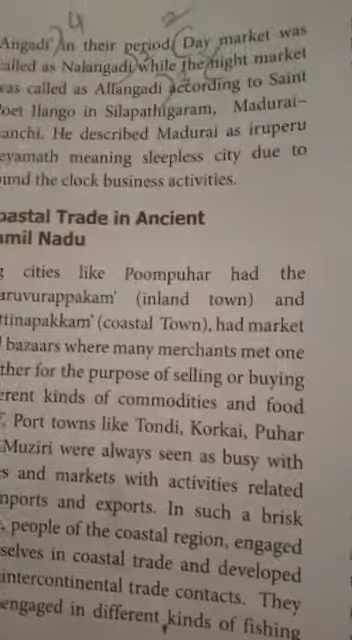 4 2
Angadi' in their period. Day market was
called as Nalangadi while the night market
was called as Allangadi according to Saint
Poet Ilango in Silapathigaram, Madurai-
anchi. He described Madurai as iruperu
eyamath meaning sleepless city due to
und the clock business activities.
oastal Trade in Ancient
amil Nadu
g cities like Poompuhar had the
aruvurappakam' (inland town) and
ttinapakkam' (coastal Town), had market
bazaars where many merchants met one
ther for the purpose of selling or buying
erent kinds of commodities and food
Port towns like Tondi, Korkai, Puhar
Muziri were always seen as busy with
s and markets with activities related
mports and exports. In such a brisk
people of the coastal region, engaged
selves in coastal trade and developed
intercontinental trade contacts. They
engaged in different kinds of fishing